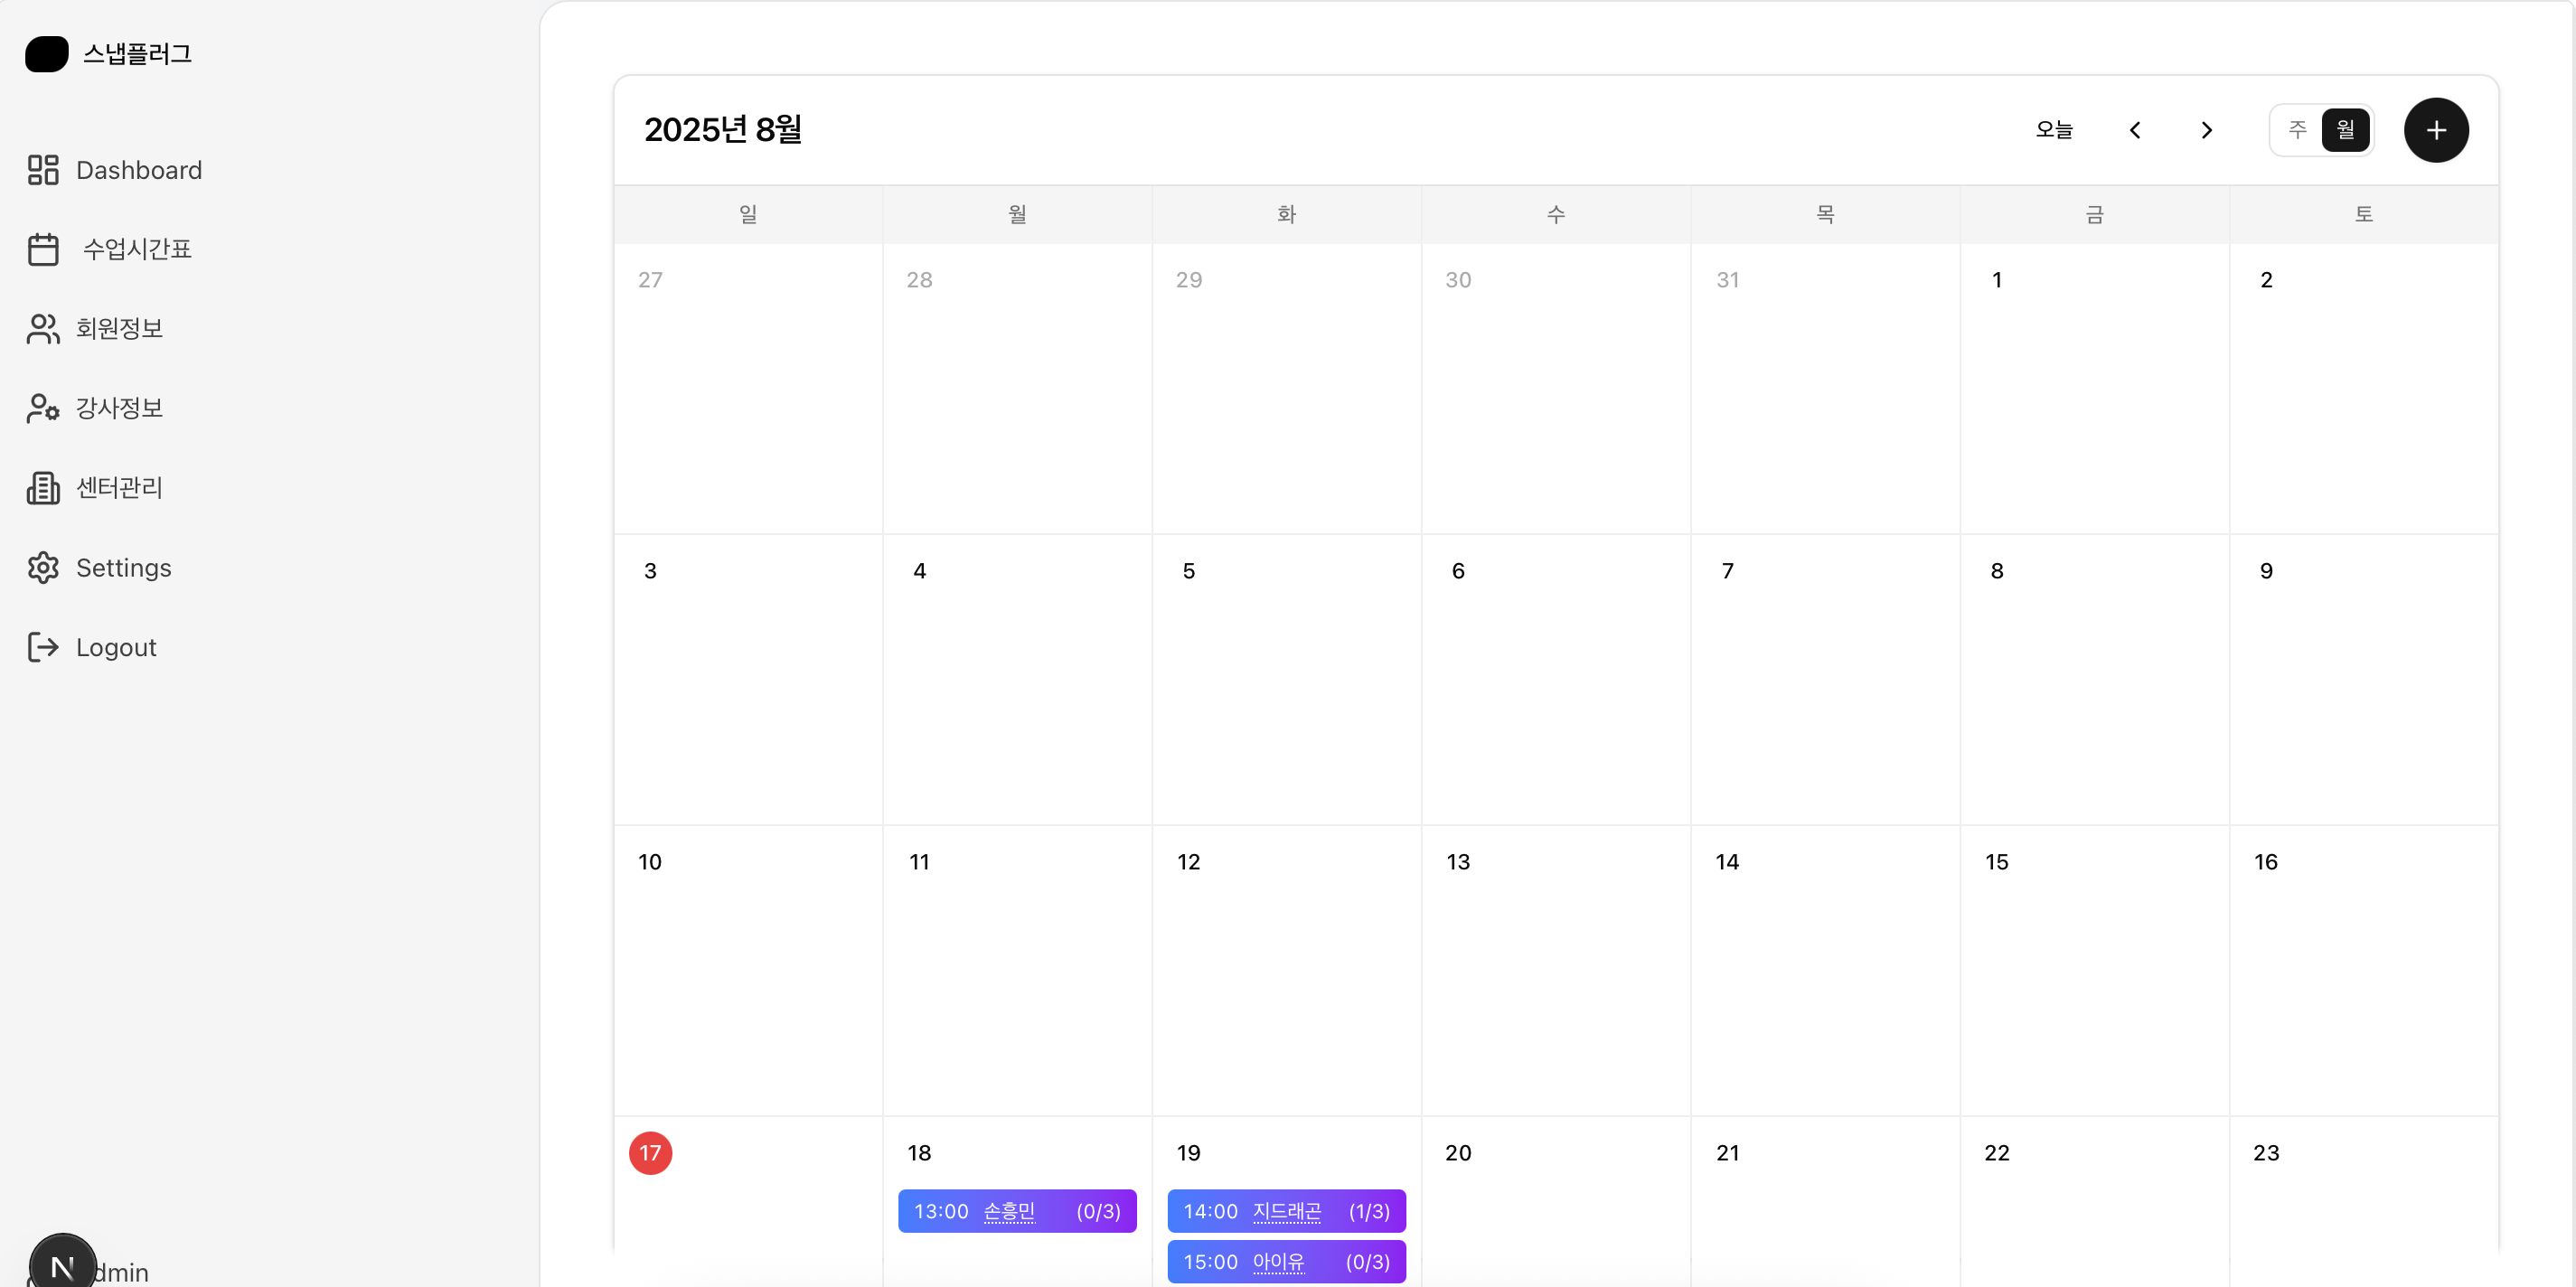 스냅플러그
Dashboard
수업시간표
회원정보
강사정보
센터관리
Settings
Logout
N
dmin
2025년 8월
오늘
주 월
일 월 화 수 목 금 토
27 28 29 30 31 1 2
3 4 5 6 7 8 9
10 11 12 13 14 15 16
17 18 19 20 21 22 23
13:00 손흥민 (0/3)
14:00 지드래곤 (1/3)
15:00 아이유 (0/3)